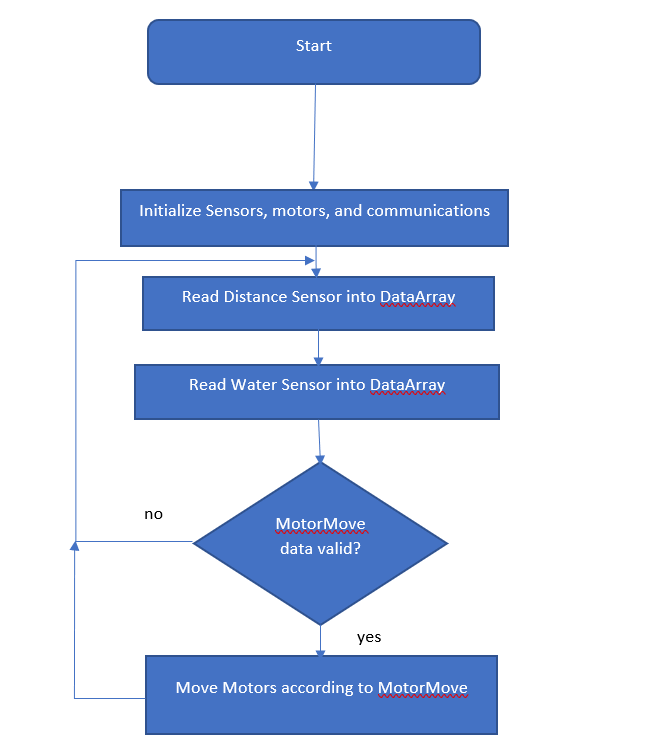 Start
Initialize Sensors, motors, and communications
Read Distance Sensor into DataArray
Read Water Sensor into DataArray
MotorMove
data valid?
no
yes
Move Motors according to MotorMove